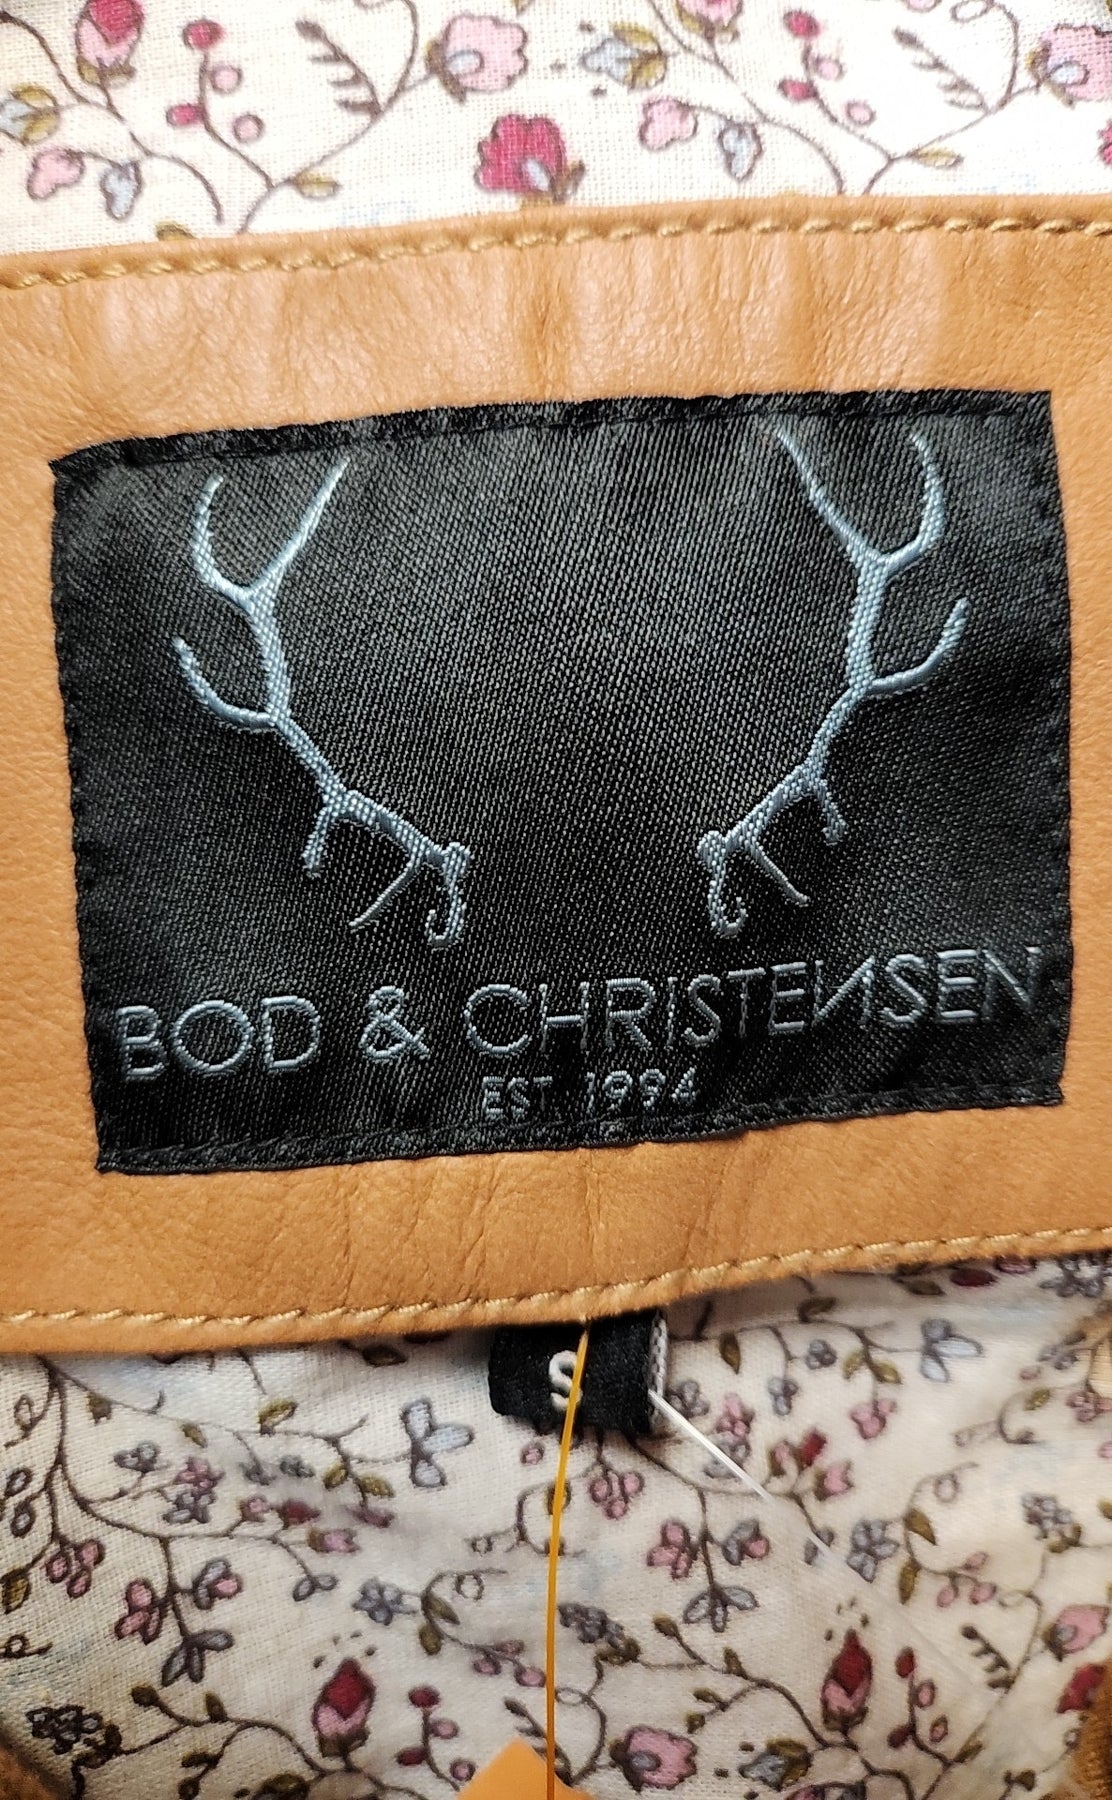 BOD & CHRISTENSEN
EST. 1994
S